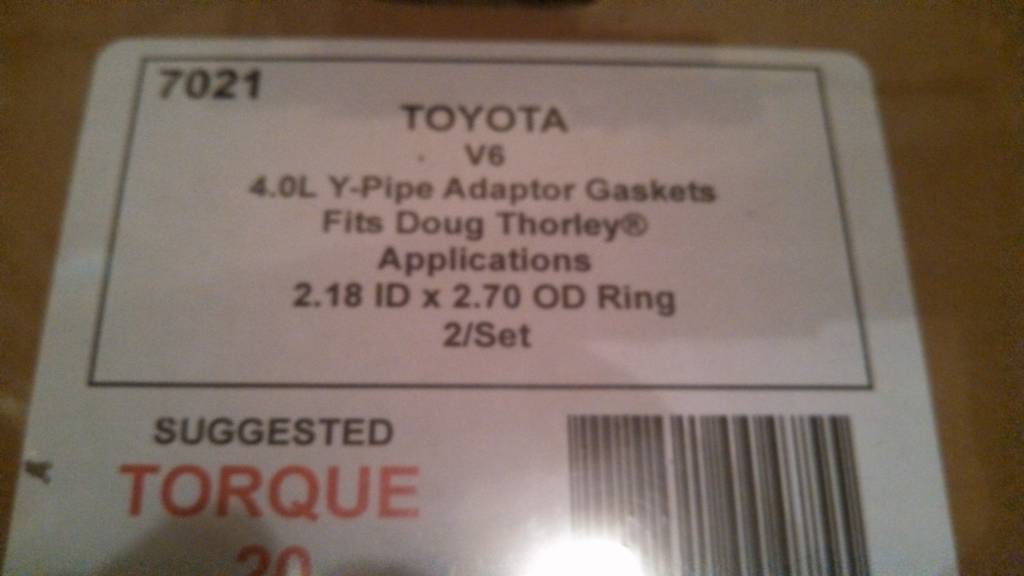 7021
TOYOTA
V6
4.0L Y-Pipe Adaptor Gaskets
Fits Doug Thorley®
Applications
2.18 ID x 2.70 OD Ring
2/Set
SUGGESTED
TORQUE
20